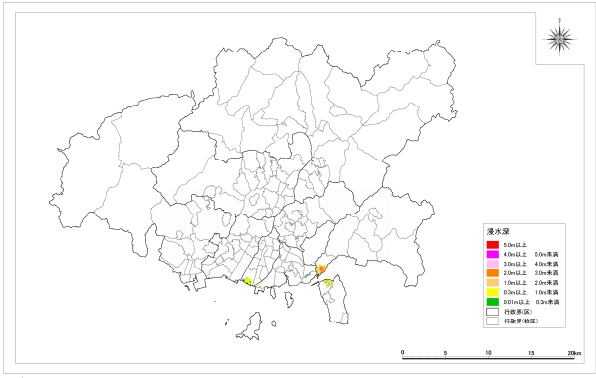 浸水深
5.0m以上
4.0m以上 5.0m未満
3.0m以上 4.0m未満
2.0m以上 3.0m未満
1.0m以上 2.0m未満
0.3m以上 1.0m未満
0.01m以上 0.3m未満
行政界(区)
行政界(校区)
0 5 10 15 20km